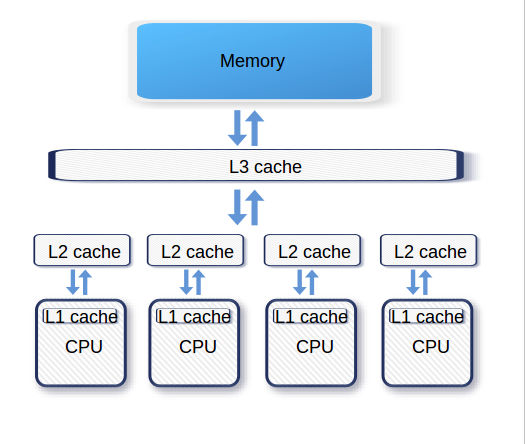 Memory
L3 cache
L2 cache L2 cache L2 cache L2 cache
L1 cache L1 cache L1 cache L1 cache
CPU CPU CPU CPU